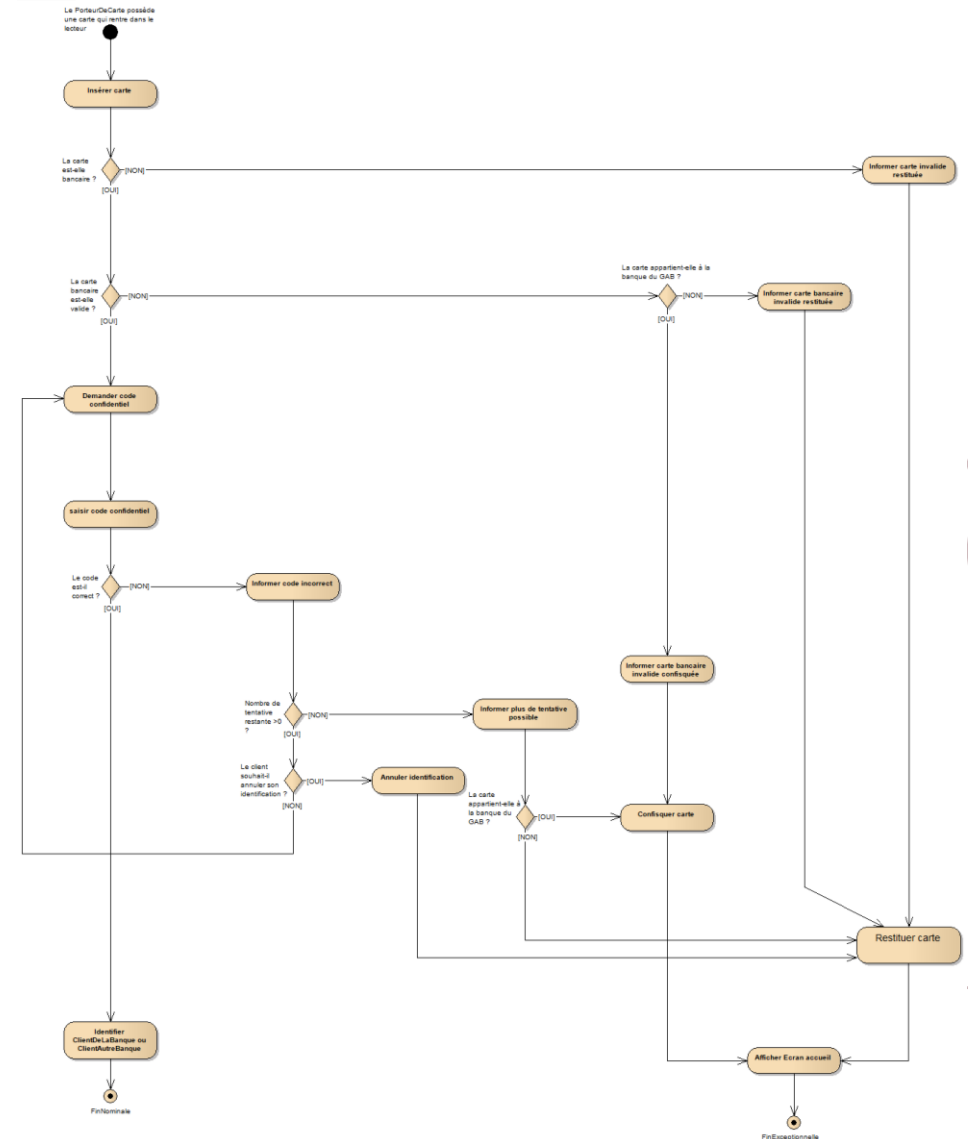 Le PorteurDeCarte possède
une carte qui rentre dans le
lecteur
Insérer carte
La carte
est-elle
bancaire ?
[NON]
[OUI]
Informer carte invalide
restituée
La carte
bancaire
est-elle
valide ?
[NON]
[OUI]
La carte appartient-elle à la
banque du GAB ?
[NON]
[OUI]
Informer carte bancaire
invalide restituée
Demander code
confidentiel
saisir code confidentiel
Le code
est-il
correct ?
[NON]
[OUI]
Informer code incorrect
Informer carte bancaire
invalide confisquée
Nombre de
tentative
restante >0
?
[NON]
[OUI]
Informer plus de tentative
possible
Le client
souhait-il
annuler son
identification ?
[OUI]
[NON]
Annuler identification
La carte
appartient-elle à
la banque du
GAB ?
[OUI]
[NON]
Confisquer carte
Restituer carte
Identifier
ClientDeLaBanque ou
ClientAutreBanque
Afficher Ecran accueil
FinNominale
FinExceptionnelle